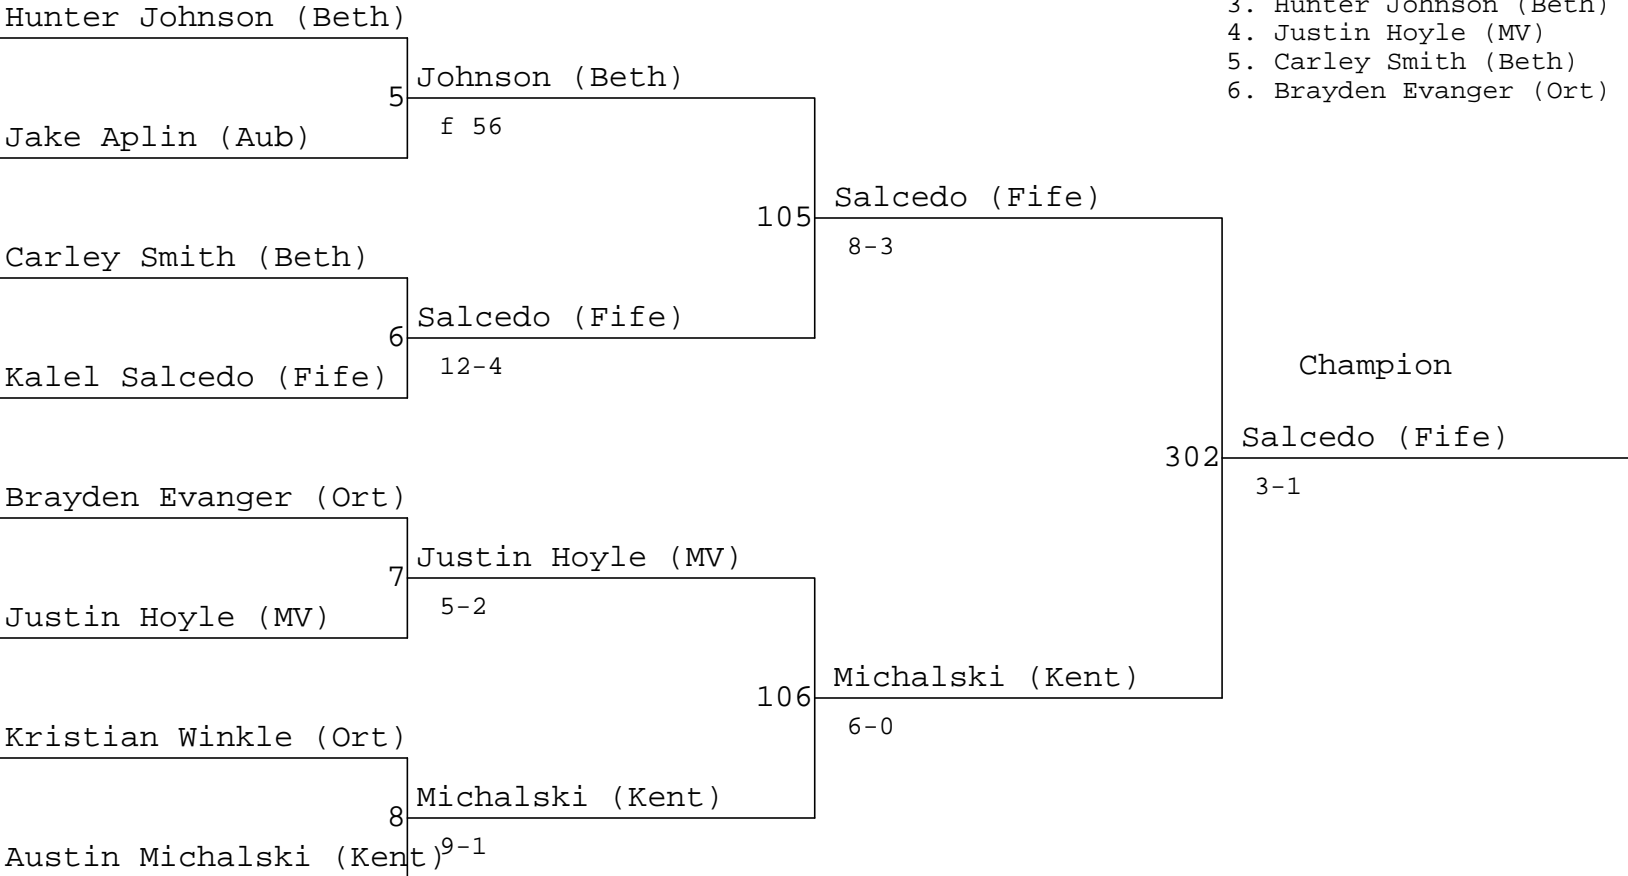 Hunter Johnson (Beth)
3. Hunter Johnson (Beth)
4. Justin Hoyle (MV)
5. Carley Smith (Beth)
6. Brayden Evanger (Ort)
Johnson (Beth)
5
f 56
Jake Aplin (Aub)
Salcedo (Fife)
105
8-3
Carley Smith (Beth)
Salcedo (Fife)
6
12-4
Kalel Salcedo (Fife)
Champion
Salcedo (Fife)
302
3-1
Brayden Evanger (Ort)
Justin Hoyle (MV)
7
5-2
Justin Hoyle (MV)
Michalski (Kent)
106
6-0
Kristian Winkle (Ort)
Michalski (Kent)
8
9-1
Austin Michalski (Kent)